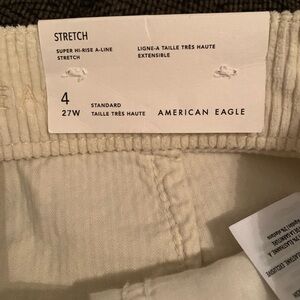 STRETCH
SUPER HI-RISE A-LINE
STRETCH
LIGNE-A TAILLE TRÈS HAUTE
EXTENSIBLE
4
27W
STANDARD
TAILLE TRÈS HAUTE
AMERICAN EAGLE